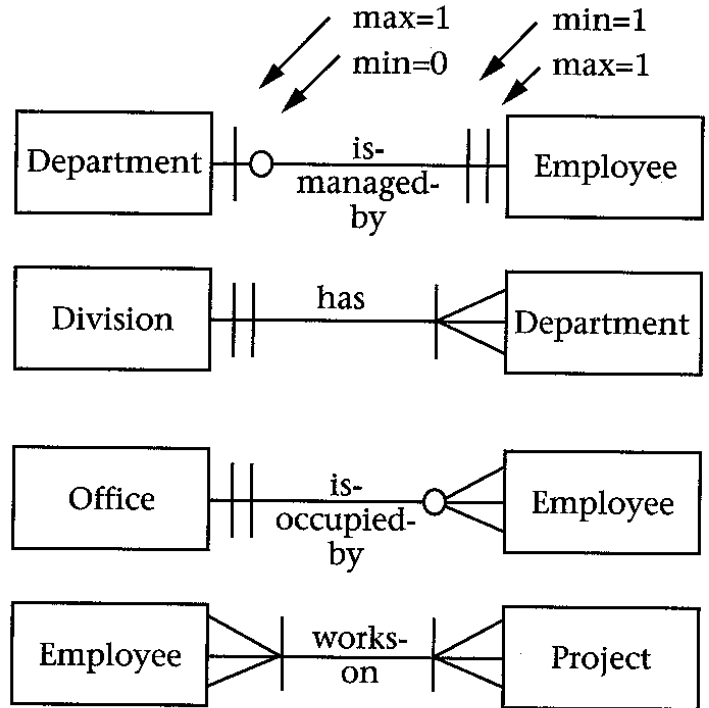 max=1
min=0
min=1
max=1
Department
is-
managed-
by
Employee
Division
has
Department
Office
is-
occupied-
by
Employee
Employee
works-
on
Project